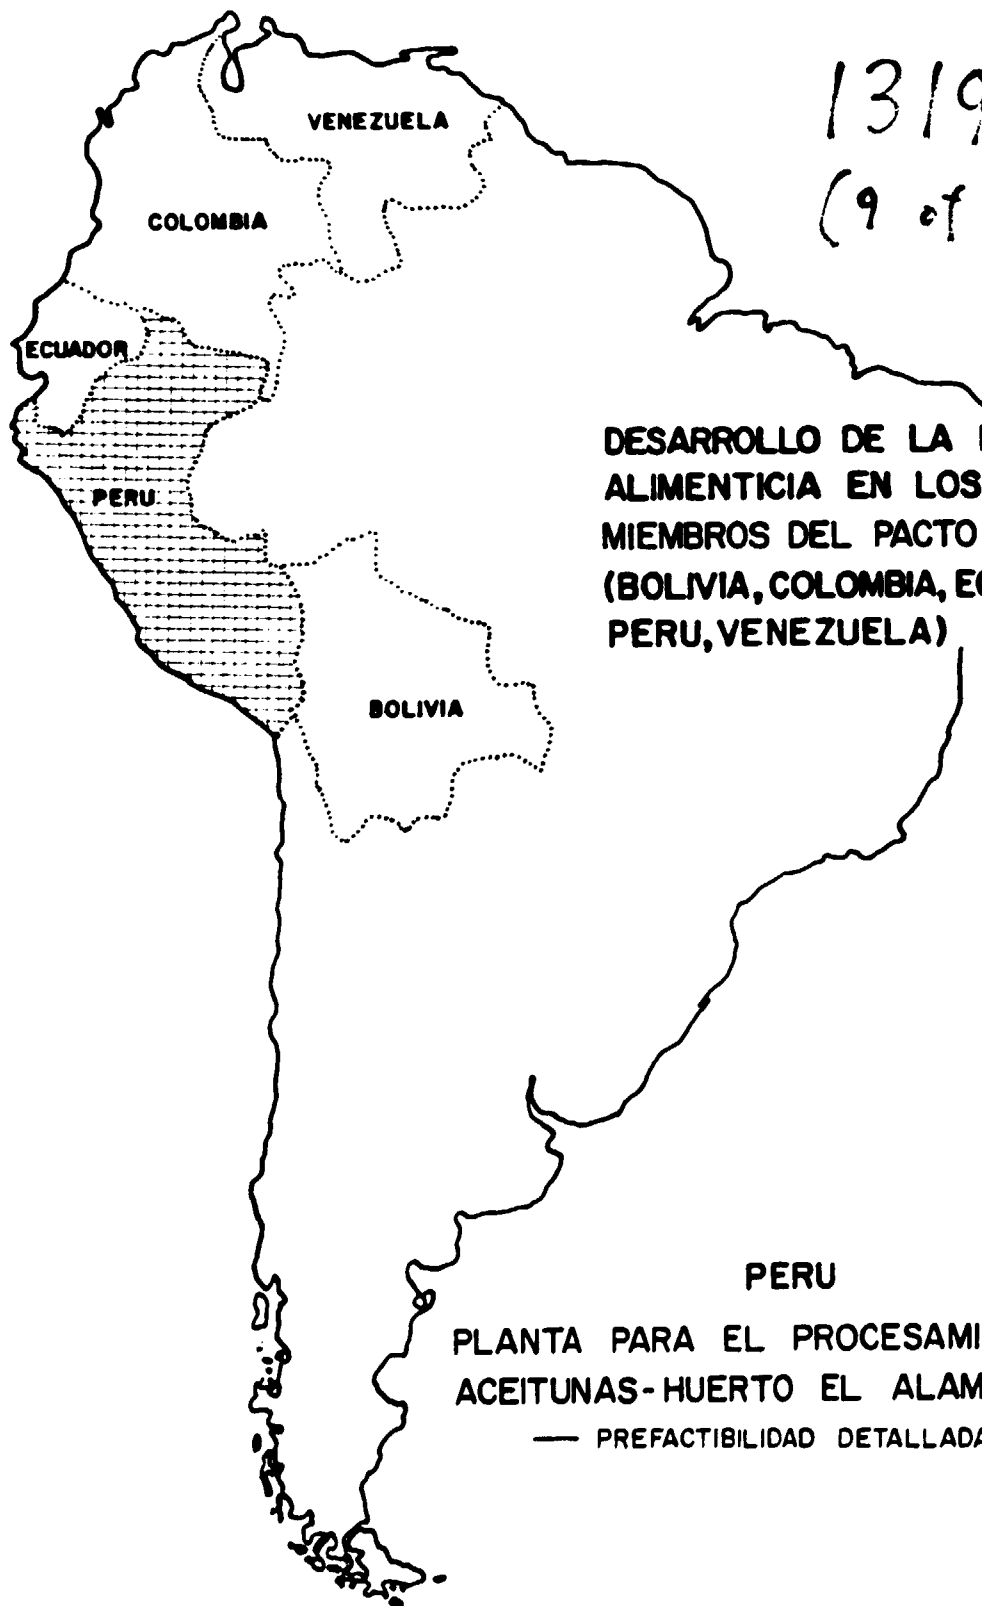 1319
(9 of
VENEZUELA
COLOMBIA
ECUADOR
PERU
BOLIVIA
DESARROLLO DE LA
ALIMENTICIA EN LOS
MIEMBROS DEL PACTO
(BOLIVIA, COLOMBIA, EC
PERU, VENEZUELA)
PERU
PLANTA PARA EL PROCESAMI
ACEITUNAS-HUERTO EL ALAM
— PREFACTIBILIDAD DETALLADA